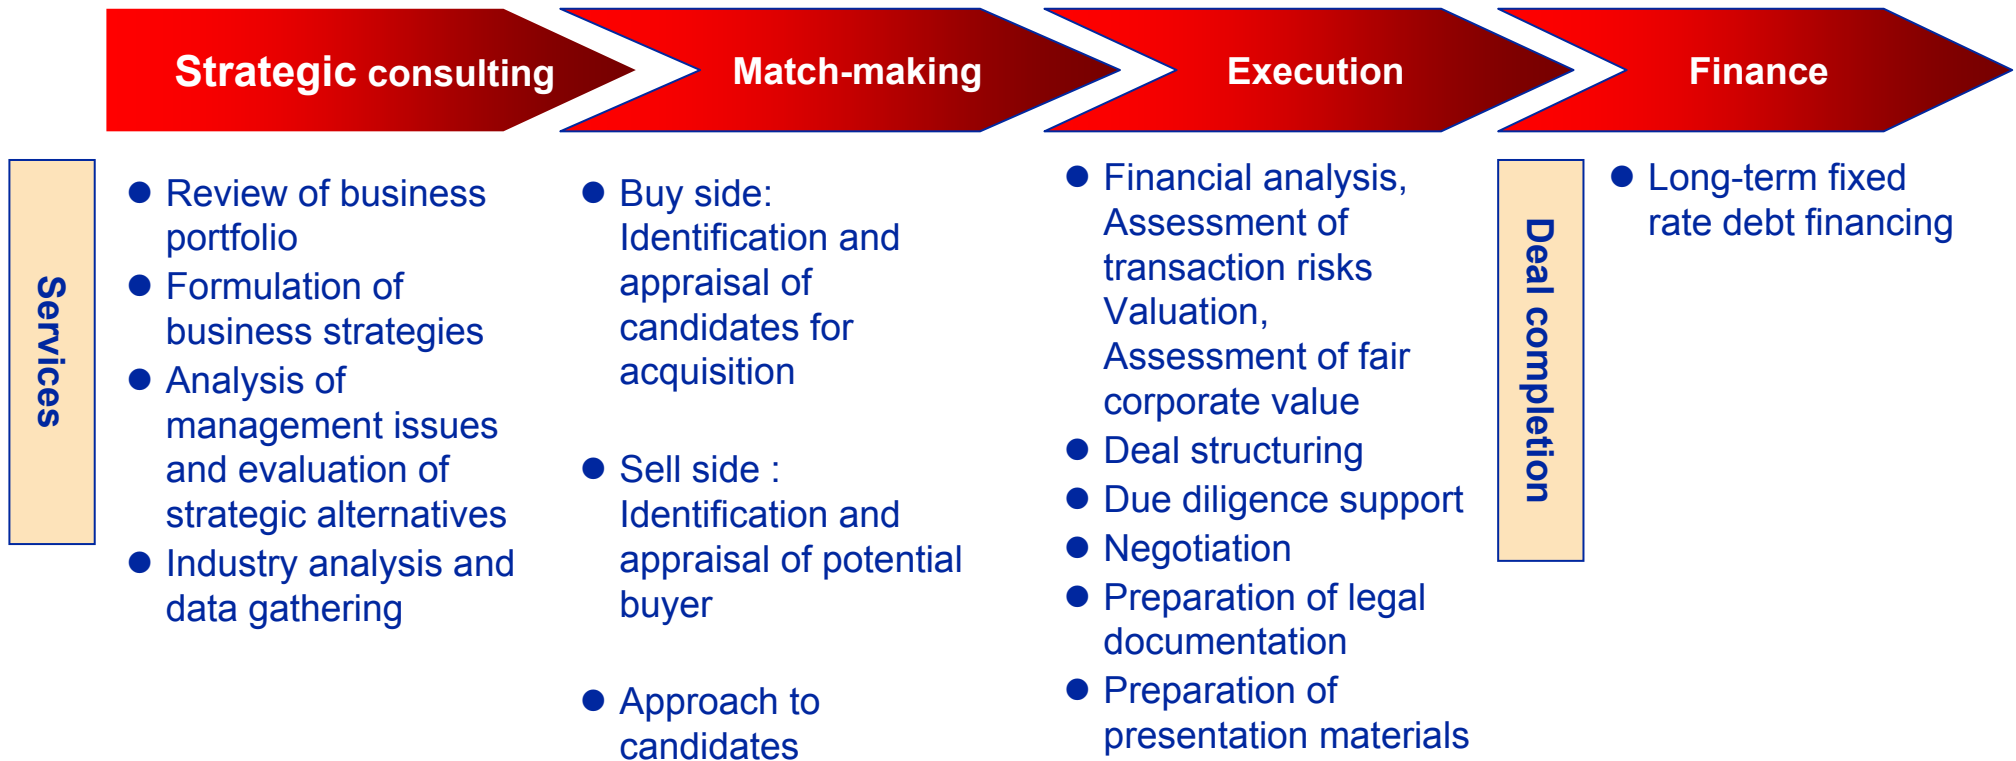 Strategic consulting
Match-making
Execution
Finance
Services
● Review of business
portfolio
● Formulation of
business strategies
● Analysis of
management issues
and evaluation of
strategic alternatives
● Industry analysis and
data gathering
● Buy side:
Identification and
appraisal of
candidates for
acquisition
● Sell side :
Identification and
appraisal of potential
buyer
● Approach to
candidates
● Financial analysis,
Assessment of
transaction risks
Valuation,
Assessment of fair
corporate value
● Deal structuring
● Due diligence support
● Negotiation
● Preparation of legal
documentation
● Preparation of
presentation materials
Deal completion
● Long-term fixed
rate debt financing